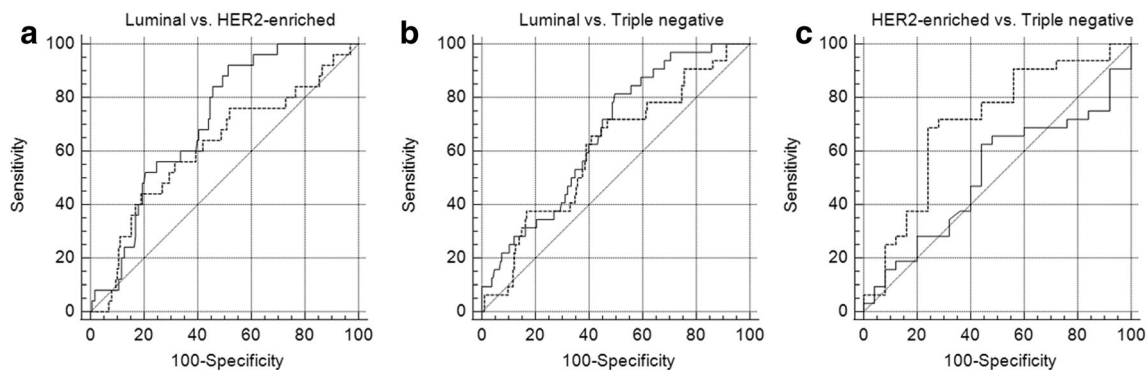 a
Luminal vs. HER2-enriched
100
80
60
40
20
0
Sensitivity
0 20 40 60 80 100
100-Specificity
b
Luminal vs. Triple negative
100
80
60
40
20
0
Sensitivity
0 20 40 60 80 100
100-Specificity
c
HER2-enriched vs. Triple negative
100
80
60
40
20
0
Sensitivity
0 20 40 60 80 100
100-Specificity